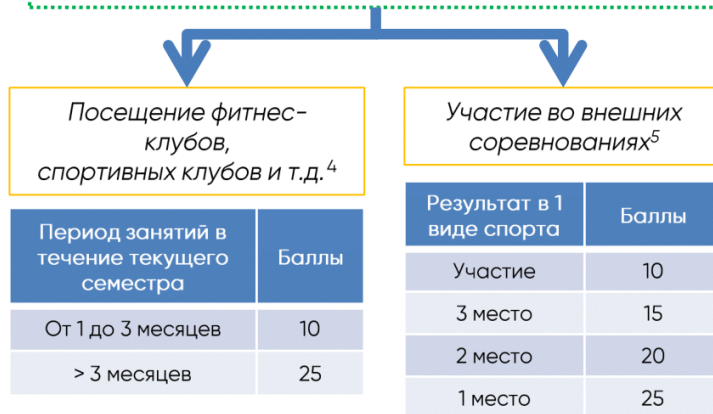 Посещение фитнес-
клубов,
спортивных клубов и т.д.⁴
Период занятий в
течение текущего
семестра
Баллы
От 1 до 3 месяцев
10
> 3 месяцев
25
Участие во внешних
соревнованиях⁵
Результат в 1
виде спорта
Баллы
Участие
10
3 место
15
2 место
20
1 место
25